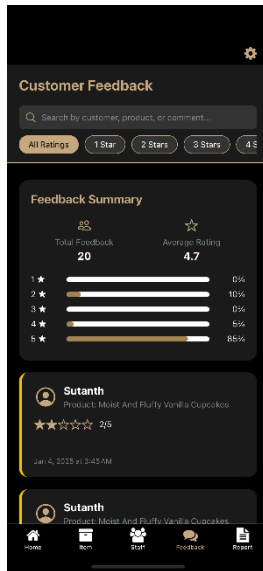 Customer Feedback
Search by customer, product, or comment...
All Ratings 1 Star 2 Stars 3 Stars 4 S
Feedback Summary
Total Feedback Average Rating
20 4.7
1 ★ 0%
2 ★ 10%
3 ★ 0%
4 ★ 5%
5 ★ 85%
Sutanth
Product: Moist And Fluffy Vanilla Cupcakes
2/5
Jan 4, 2025 at 3:43 AM
Sutanth
Product: Moist And Fluffy Vanilla Cupcakes
Home Item Staff Feedback Report